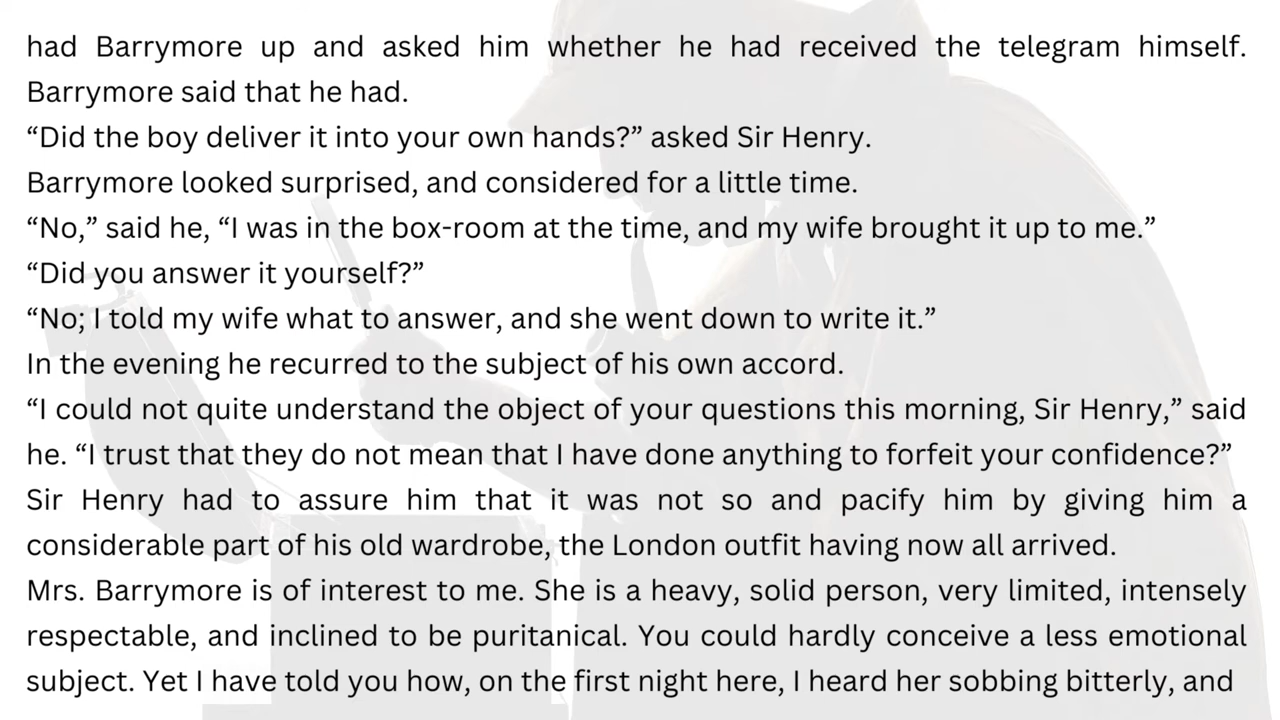 had Barrymore up and asked him whether he had received the telegram himself.
Barrymore said that he had.
“Did the boy deliver it into your own hands?” asked Sir Henry.
Barrymore looked surprised, and considered for a little time.
“No,” said he, “I was in the box-room at the time, and my wife brought it up to me.”
“Did you answer it yourself?”
“No; I told my wife what to answer, and she went down to write it.”
In the evening he recurred to the subject of his own accord.
“I could not quite understand the object of your questions this morning, Sir Henry,” said
he. “I trust that they do not mean that I have done anything to forfeit your confidence?”
Sir Henry had to assure him that it was not so and pacify him by giving him a
considerable part of his old wardrobe, the London outfit having now all arrived.
Mrs. Barrymore is of interest to me. She is a heavy, solid person, very limited, intensely
respectable, and inclined to be puritanical. You could hardly conceive a less emotional
subject. Yet I have told you how, on the first night here, I heard her sobbing bitterly, and